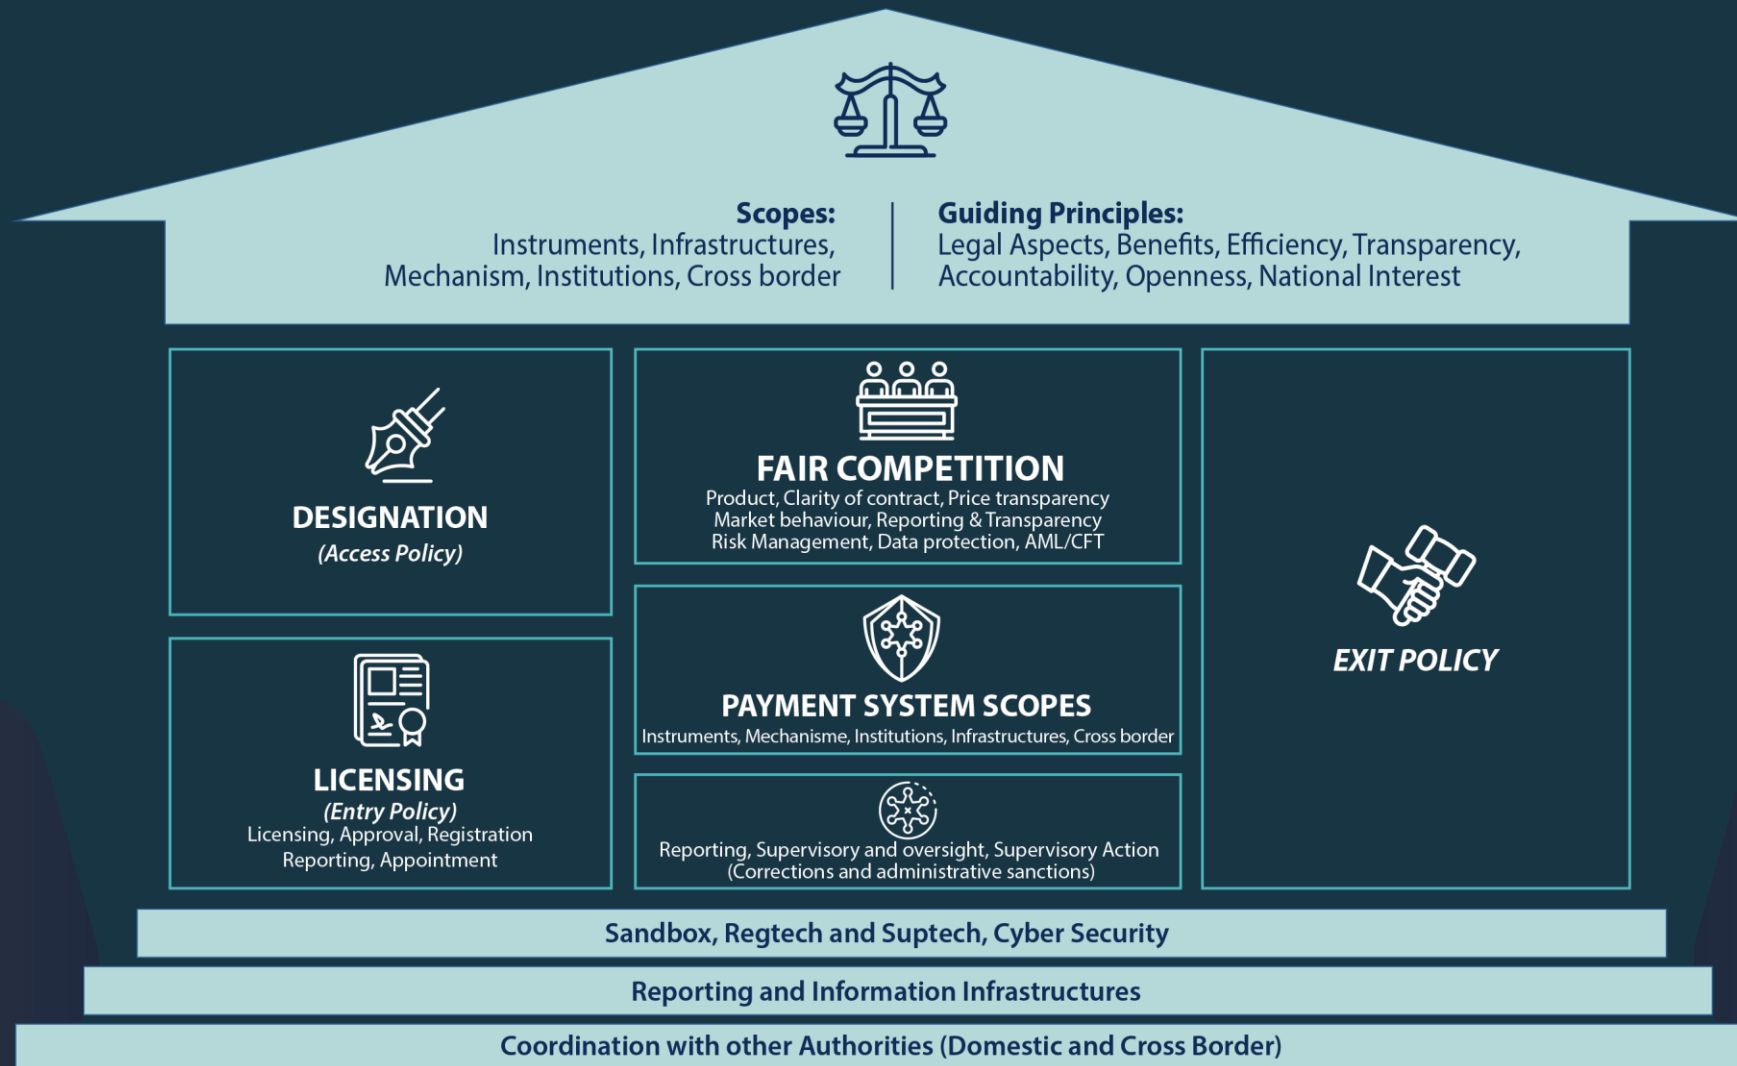 Scopes:
Instruments, Infrastructures,
Mechanism, Institutions, Cross border
Guiding Principles:
Legal Aspects, Benefits, Efficiency, Transparency,
Accountability, Openness, National Interest
DESIGNATION
(Access Policy)
LICENSING
(Entry Policy)
Licensing, Approval, Registration
Reporting, Appointment
FAIR COMPETITION
Product, Clarity of contract, Price transparency
Market behaviour, Reporting & Transparency
Risk Management, Data protection, AML/CFT
PAYMENT SYSTEM SCOPES
Instruments, Mechanisme, Institutions, Infrastructures, Cross border
Reporting, Supervisory and oversight, Supervisory Action
(Corrections and administrative sanctions)
EXIT POLICY
Sandbox, Regtech and Suptech, Cyber Security
Reporting and Information Infrastructures
Coordination with other Authorities (Domestic and Cross Border)